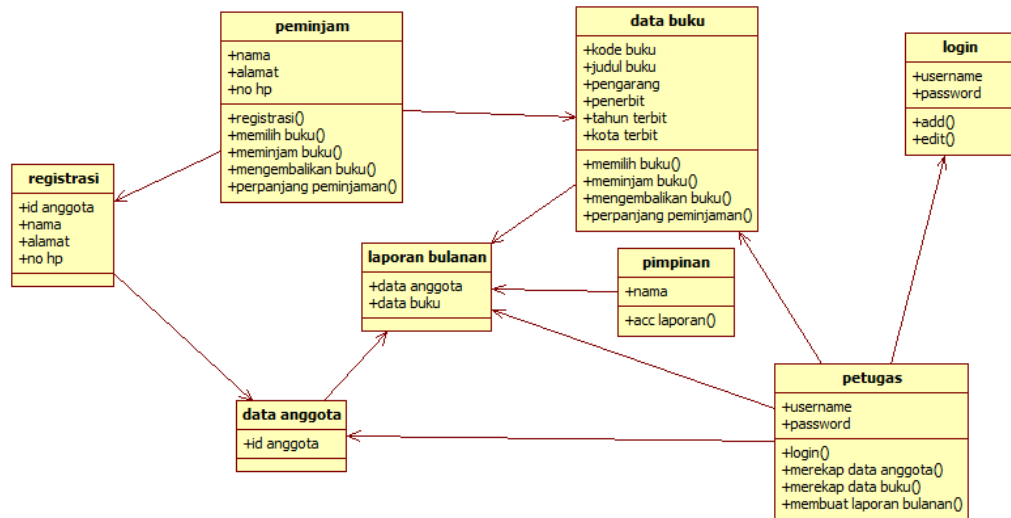 peminjam
+nama
+alamat
+no hp
+registrasi()
+memilih buku()
+meminjam buku()
+mengembalikan buku()
+perpanjang peminjaman()
data buku
+kode buku
+judul buku
+pengarang
+penerbit
+tahun terbit
+kota terbit
+memilih buku()
+meminjam buku()
+mengembalikan buku()
+perpanjang peminjaman()
login
+username
+password
+add()
+edit()
registrasi
+id anggota
+nama
+alamat
+no hp
laporan bulanan
+data anggota
+data buku
pimpinan
+nama
+acc laporan()
data anggota
+id anggota
petugas
+username
+password
+login()
+merekap data anggota()
+merekap data buku()
+membuat laporan bulanan()